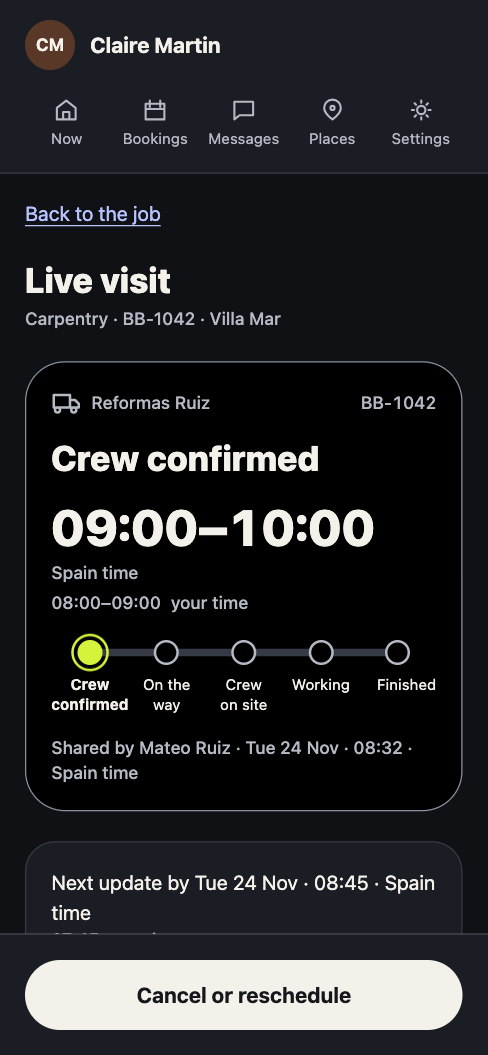 CM
Claire Martin
Now
Bookings
Messages
Places
Settings
Back to the job
Live visit
Carpentry · BB-1042 · Villa Mar
Reformas Ruiz
BB-1042
Crew confirmed
09:00–10:00
Spain time
08:00–09:00 your time
Crew
confirmed
On the
way
Crew
on site
Working
Finished
Shared by Mateo Ruiz · Tue 24 Nov · 08:32 ·
Spain time
Next update by Tue 24 Nov · 08:45 · Spain
time
Cancel or reschedule